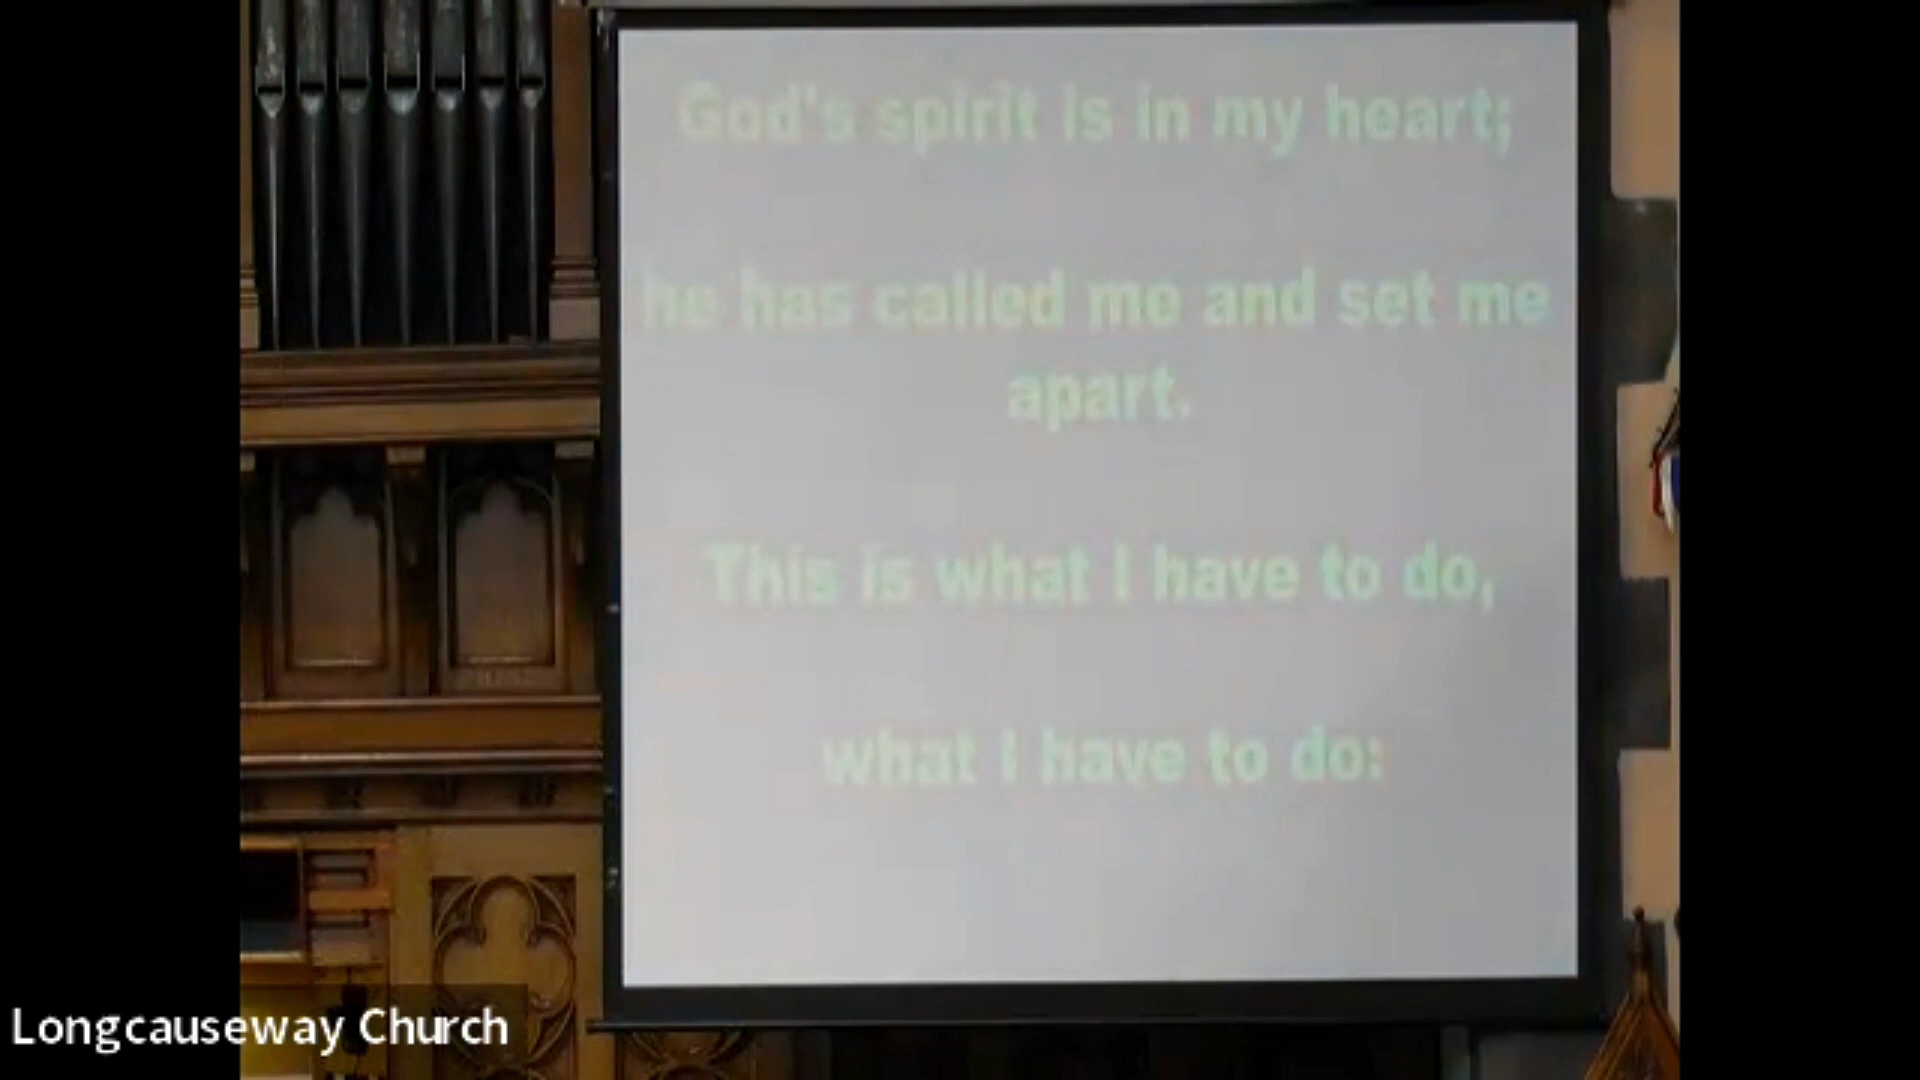 God's spirit is in my heart;
he has called me and set me
apart.
This is what I have to do,
what I have to do:
Longcauseway Church